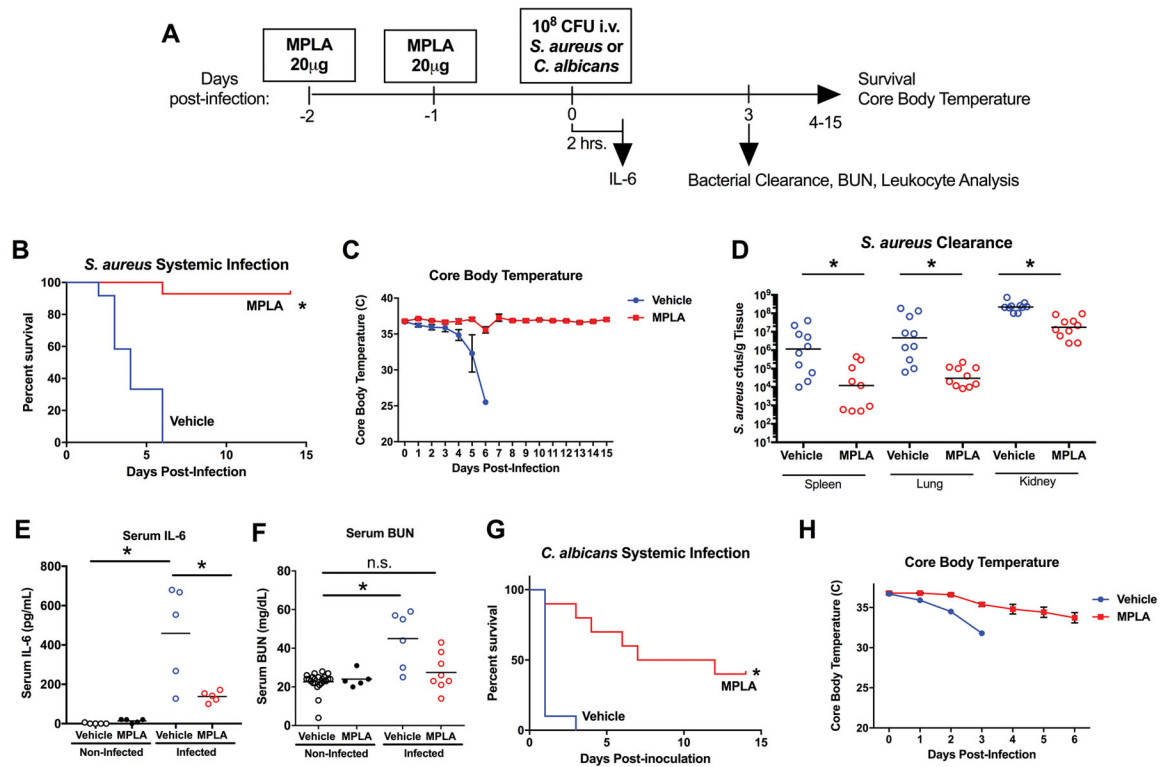 A
MPLA
20μg
MPLA
20μg
10⁸ CFU i.v.
S. aureus or
C. albicans
Days
post-infection:
-2
-1
0
3
4-15
2 hrs.
Survival
Core Body Temperature
IL-6
Bacterial Clearance, BUN, Leukocyte Analysis
B
S. aureus Systemic Infection
Percent survival
100
80
60
40
20
0
0
5
10
15
MPLA
*
Vehicle
Days Post-Infection
C
Core Body Temperature
Core Body Temperature (C)
40
35
30
25
20
0 1 2 3 4 5 6 7 8 9 10 11 12 13 14 15
Days Post-Infection
Vehicle
MPLA
D
S. aureus Clearance
* * *
S. aureus cfus/g Tissue
10⁹
10⁸
10⁷
10⁶
10⁵
10⁴
10³
10²
10¹
Vehicle MPLA Vehicle MPLA Vehicle MPLA
Spleen Lung Kidney
E
Serum IL-6
* *
Serum IL-6 (pg/mL)
800
600
400
200
0
Vehicle MPLA Vehicle MPLA
Non-Infected Infected
F
Serum BUN
n.s.
*
Serum BUN (mg/dL)
80
60
40
20
0
Vehicle MPLA Vehicle MPLA
Non-Infected Infected
G
C. albicans Systemic Infection
Percent survival
100
50
0
0 5 10 15
MPLA
*
Vehicle
Days Post-inoculation
H
Core Body Temperature
Core Body Temperature (C)
35
30
25
20
0 1 2 3 4 5 6
Days Post-Infection
Vehicle
MPLA